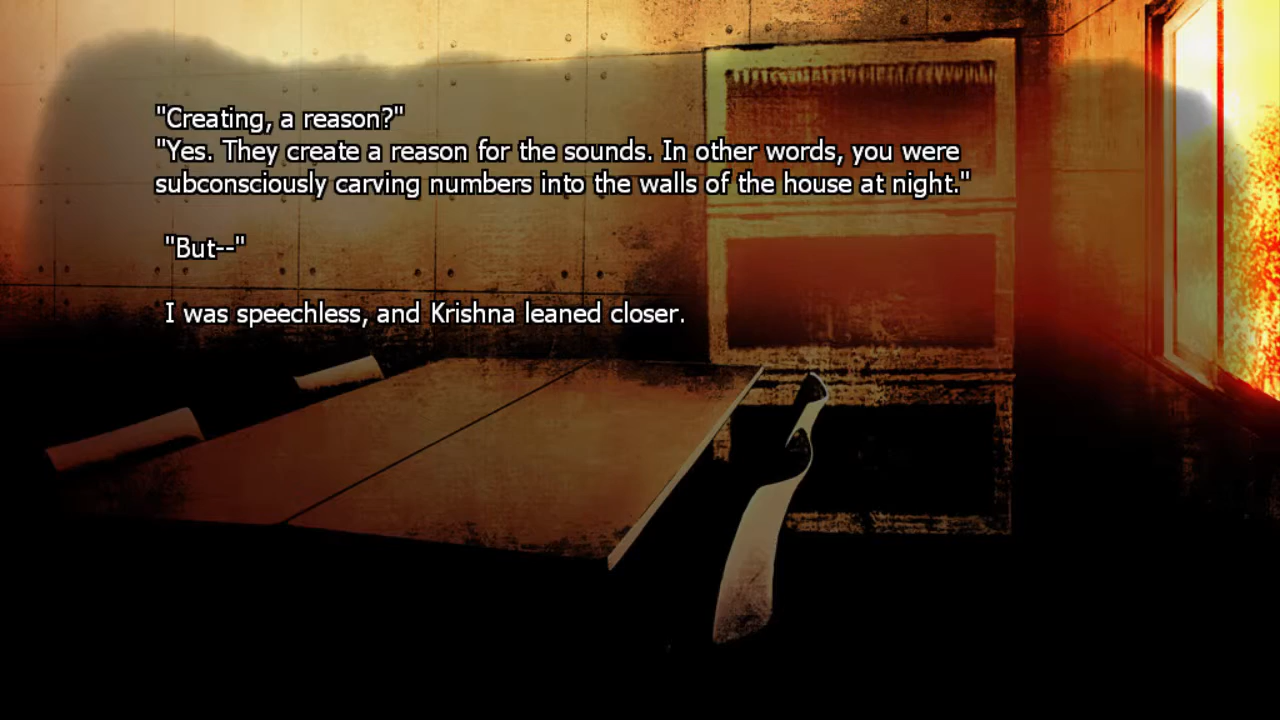 "Creating, a reason?"
"Yes. They create a reason for the sounds. In other words, you were
subconsciously carving numbers into the walls of the house at night."
"But--"
I was speechless, and Krishna leaned closer.